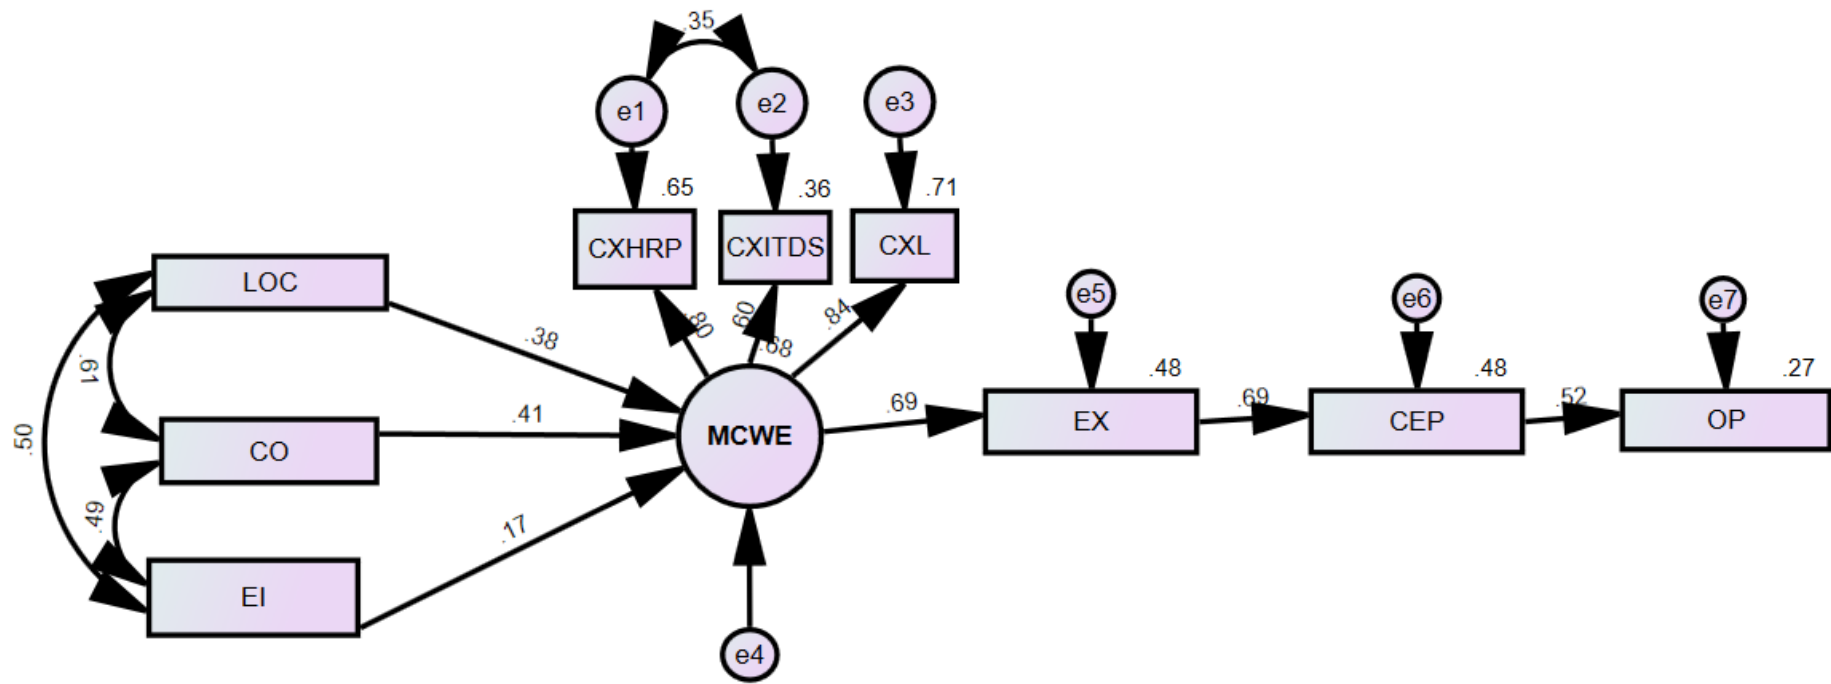 .35
e1
e2
e3
.65
.36
.71
CXHRP
CXITDS
CXL
LOC
.38
.80
.60
.68
.84
e5
e6
e7
.61
.48
.48
.27
.50
CO
.41
MCWE
.69
EX
.69
CEP
.52
OP
.49
.17
EI
e4